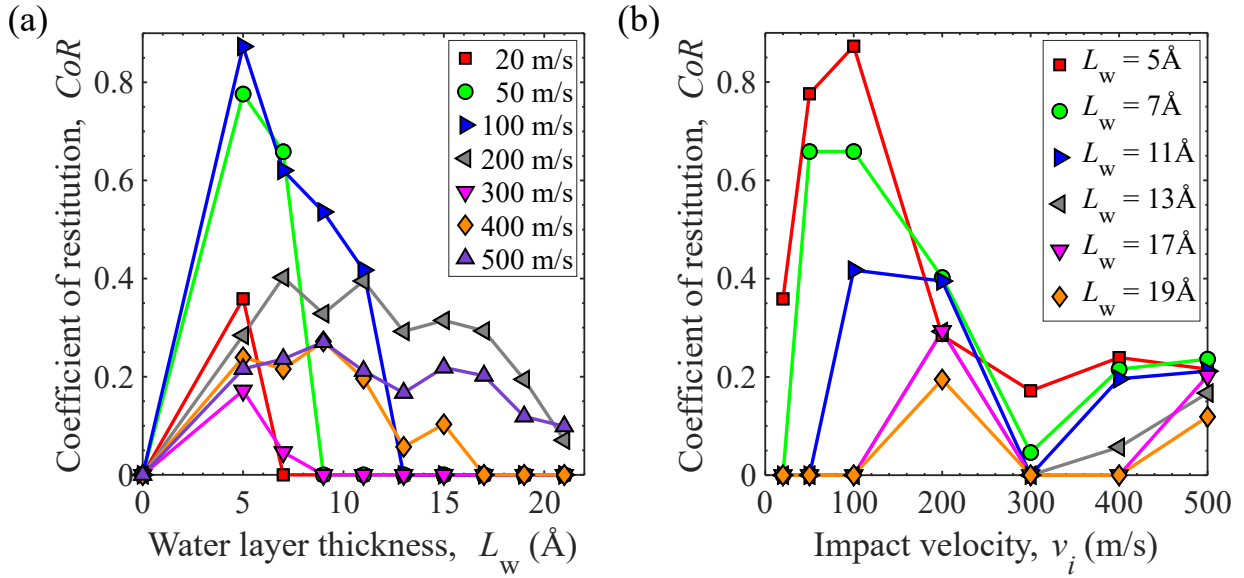 (a)
Coefficient of restitution, CoR
0.8
0.6
0.4
0.2
0
0
5
10
15
20
Water layer thickness, Lw (Å)
20 m/s
50 m/s
100 m/s
200 m/s
300 m/s
400 m/s
500 m/s
(b)
Coefficient of restitution, CoR
0.8
0.6
0.4
0.2
0
0
100
200
300
400
500
Impact velocity, vi (m/s)
Lw = 5Å
Lw = 7Å
Lw = 11Å
Lw = 13Å
Lw = 17Å
Lw = 19Å